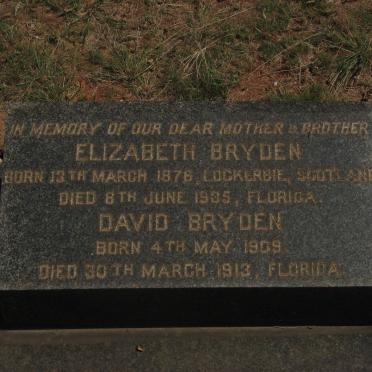 IN MEMORY OF OUR DEAR MOTHER & BROTHER
ELIZABETH BRYDEN
BORN 13TH MARCH 1876, LOCKERBIE, SCOTLAND
DIED 8TH JUNE 1935, FLORIDA.
DAVID BRYDEN
BORN 4TH MAY 1909
DIED 30TH MARCH 1913, FLORIDA.